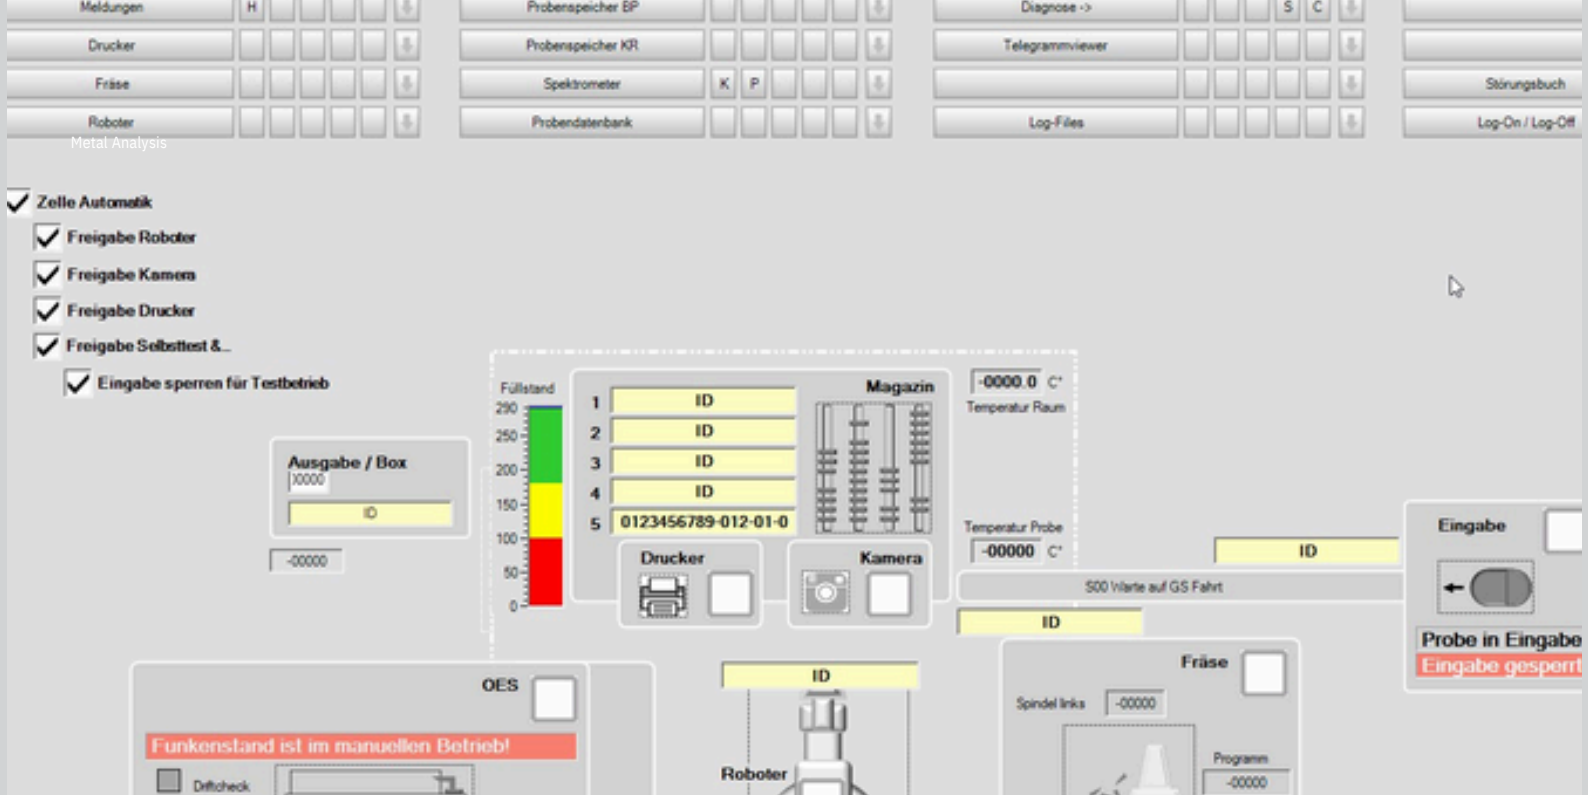 Meldungen H Probenspeicher BP Diagnose -> S C
Drucker Probenspeicher KR Telegrammviewer
Fräse Spektrometer K P Störungsbuch
Roboter Probendatenbank Log-Files Log-On / Log-Off
Metal Analysis
Zelle Automatik
Freigabe Roboter
Freigabe Kamera
Freigabe Drucker
Freigabe Selbsttest &...
Eingabe sperren für Testbetrieb
Ausgabe / Box
X0000
ID
-00000
Füllstand
290
250
200
150
100
50
0
Magazin
1 ID
2 ID
3 ID
4 ID
5 0123456789-012-01-0
Drucker
Kamera
-0000.0 C°
Temperatur Raum
Temperatur Probe
-00000 C°
ID
S00 Warte auf GS Fahrt
ID
Eingabe
Probe in Eingabe
Eingabe gesperrt
OES
Funkenstand ist im manuellen Betrieb!
Driftcheck
ID
Roboter
Fräse
Spindel links -00000
Programm
-00000